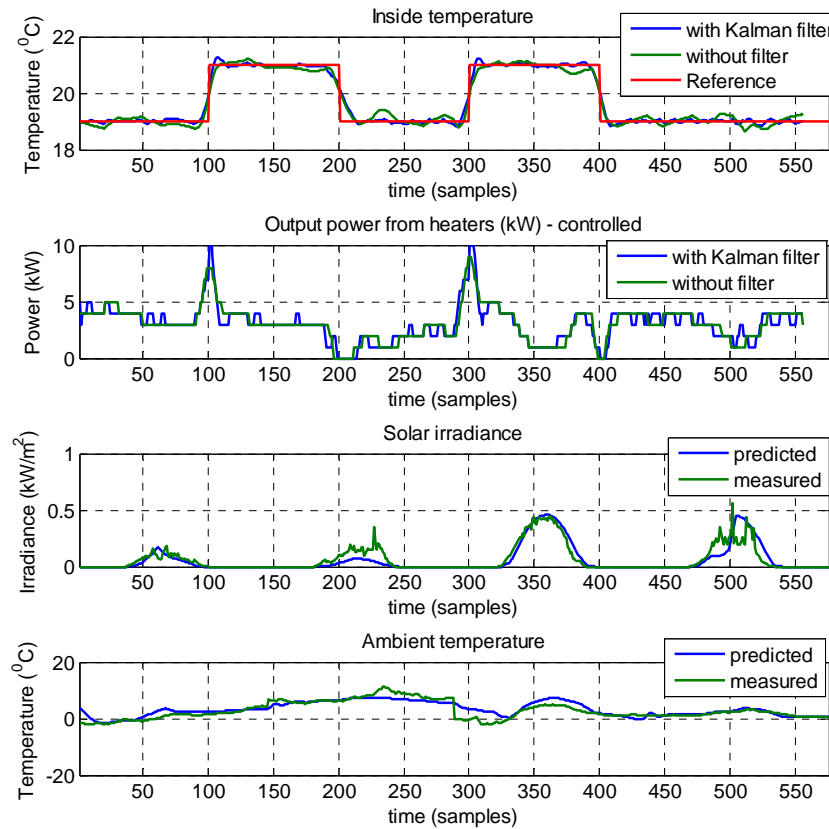 Inside temperature
Temperature (⁰C)
22
20
18
with Kalman filter
without filter
Reference
50 100 150 200 250 300 350 400 450 500 550
time (samples)
Output power from heaters (kW) - controlled
Power (kW)
10
5
0
with Kalman filter
without filter
50 100 150 200 250 300 350 400 450 500 550
time (samples)
Solar irradiance
Irradiance (kW/m²)
1
0.5
0
predicted
measured
50 100 150 200 250 300 350 400 450 500 550
time (samples)
Ambient temperature
Temperature (⁰C)
20
0
-20
predicted
measured
50 100 150 200 250 300 350 400 450 500 550
time (samples)